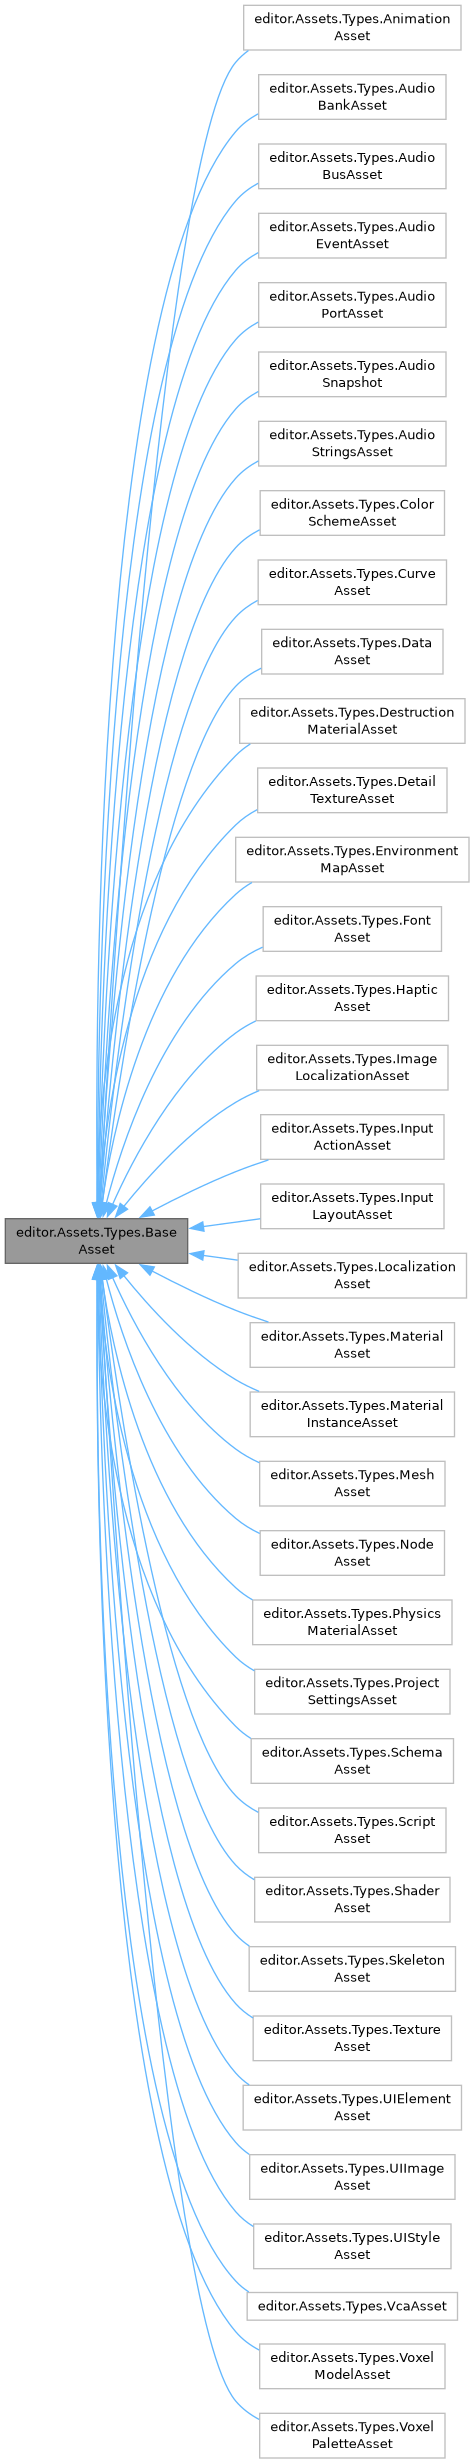 editor.Assets.Types.Animation
Asset
editor.Assets.Types.Audio
BankAsset
editor.Assets.Types.Audio
BusAsset
editor.Assets.Types.Audio
EventAsset
editor.Assets.Types.Audio
PortAsset
editor.Assets.Types.Audio
Snapshot
editor.Assets.Types.Audio
StringsAsset
editor.Assets.Types.Color
SchemeAsset
editor.Assets.Types.Curve
Asset
editor.Assets.Types.Data
Asset
editor.Assets.Types.Destruction
MaterialAsset
editor.Assets.Types.Detail
TextureAsset
editor.Assets.Types.Environment
MapAsset
editor.Assets.Types.Font
Asset
editor.Assets.Types.Haptic
Asset
editor.Assets.Types.Image
LocalizationAsset
editor.Assets.Types.Input
ActionAsset
editor.Assets.Types.Input
LayoutAsset
editor.Assets.Types.Base
Asset
editor.Assets.Types.Localization
Asset
editor.Assets.Types.Material
Asset
editor.Assets.Types.Material
InstanceAsset
editor.Assets.Types.Mesh
Asset
editor.Assets.Types.Node
Asset
editor.Assets.Types.Physics
MaterialAsset
editor.Assets.Types.Project
SettingsAsset
editor.Assets.Types.Schema
Asset
editor.Assets.Types.Script
Asset
editor.Assets.Types.Shader
Asset
editor.Assets.Types.Skeleton
Asset
editor.Assets.Types.Texture
Asset
editor.Assets.Types.UIElement
Asset
editor.Assets.Types.UIImage
Asset
editor.Assets.Types.UIStyle
Asset
editor.Assets.Types.VcaAsset
editor.Assets.Types.Voxel
ModelAsset
editor.Assets.Types.Voxel
PaletteAsset